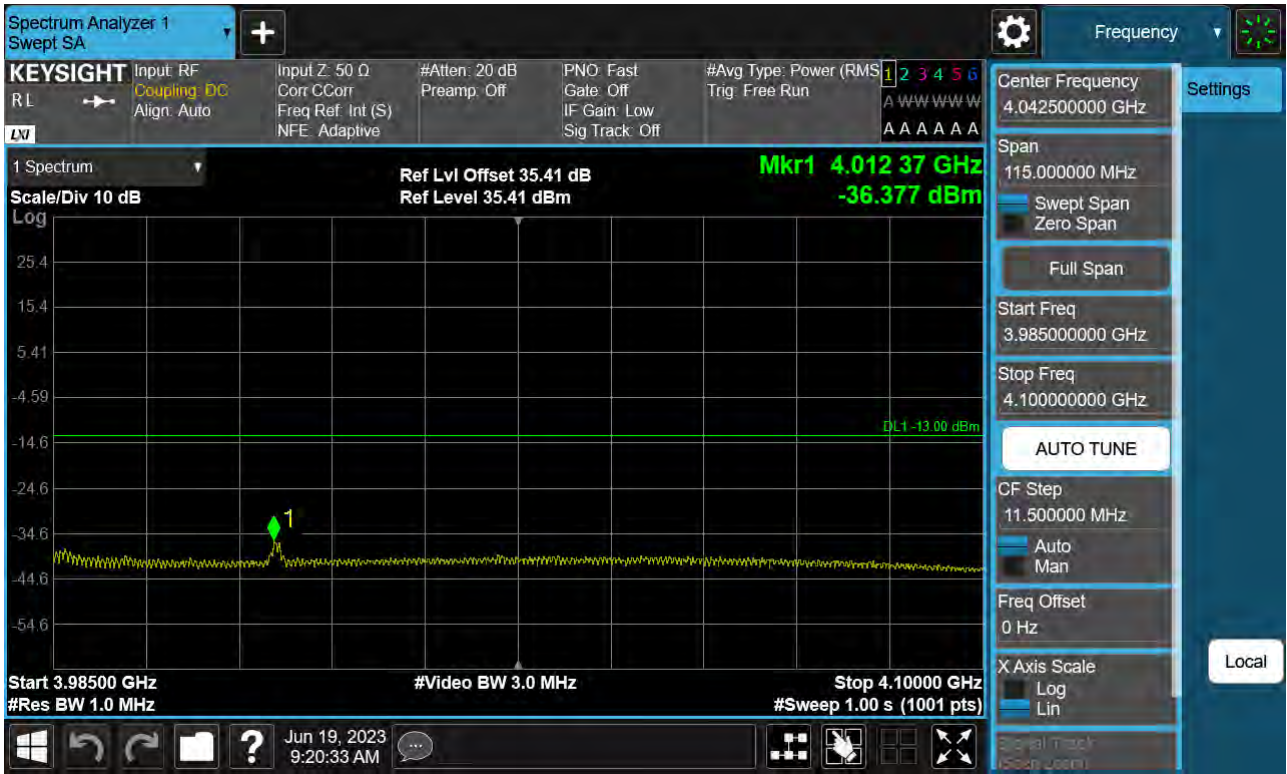 Spectrum Analyzer 1
Swept SA
Frequency
KEYSIGHT
RL
LXI
Input: RF
Coupling: DC
Align: Auto
Input Z: 50 Ω
Corr CCorr
Freq Ref: Int (S)
NFE: Adaptive
#Atten: 20 dB
Preamp: Off
PNO: Fast
Gate: Off
IF Gain: Low
Sig Track: Off
#Avg Type: Power (RMS
Trig: Free Run
1 2 3 4 5 6
A W W W W W
A A A A A A
1 Spectrum
Scale/Div 10 dB
Log
Ref Lvl Offset 35.41 dB
Ref Level 35.41 dBm
Mkr1 4.012 37 GHz
-36.377 dBm
25.4
15.4
5.41
-4.59
-14.6
-24.6
-34.6
-44.6
-54.6
DL1 -13.00 dBm
1
Start 3.98500 GHz
#Res BW 1.0 MHz
#Video BW 3.0 MHz
Stop 4.10000 GHz
#Sweep 1.00 s (1001 pts)
Center Frequency
4.042500000 GHz
Span
115.000000 MHz
Swept Span
Zero Span
Full Span
Start Freq
3.985000000 GHz
Stop Freq
4.100000000 GHz
AUTO TUNE
CF Step
11.500000 MHz
Auto
Man
Freq Offset
0 Hz
X Axis Scale
Log
Lin
Signal Track
(Span Zoom)
Settings
Local
?
Jun 19, 2023
9:20:33 AM